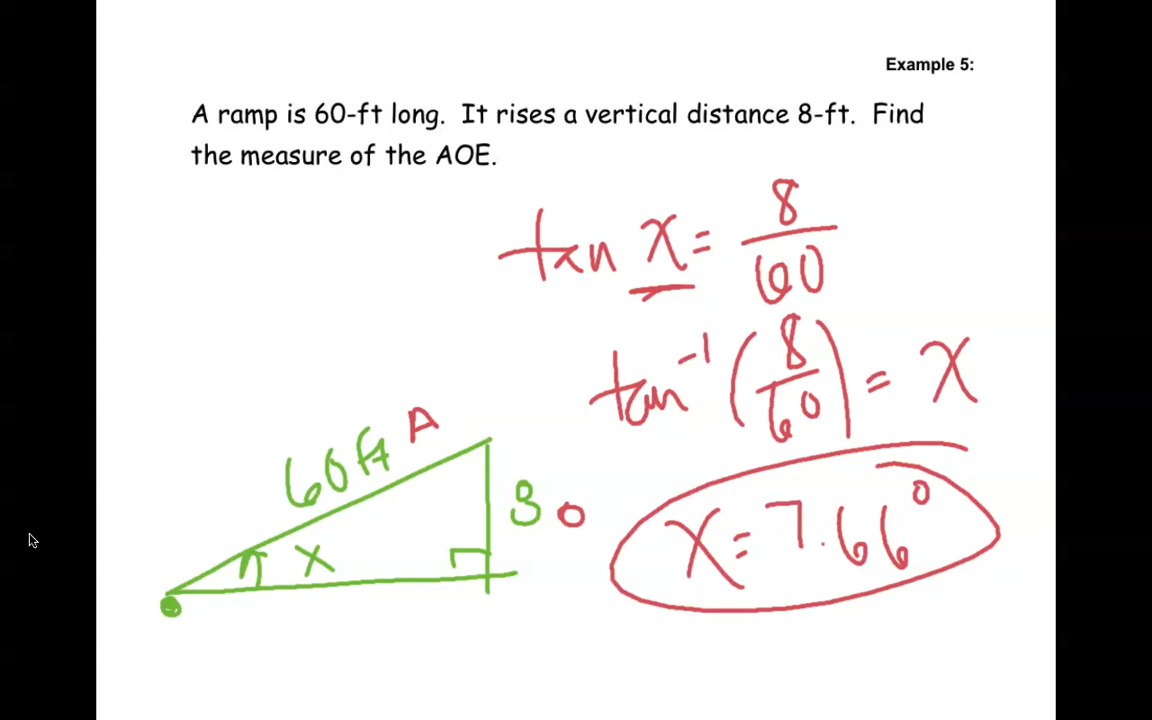 Example 5:
A ramp is 60-ft long. It rises a vertical distance 8-ft. Find
the measure of the AOE.
tan x = 8/60
tan⁻¹ (8/60) = x
60ft A
8 O
x
x = 7.66°